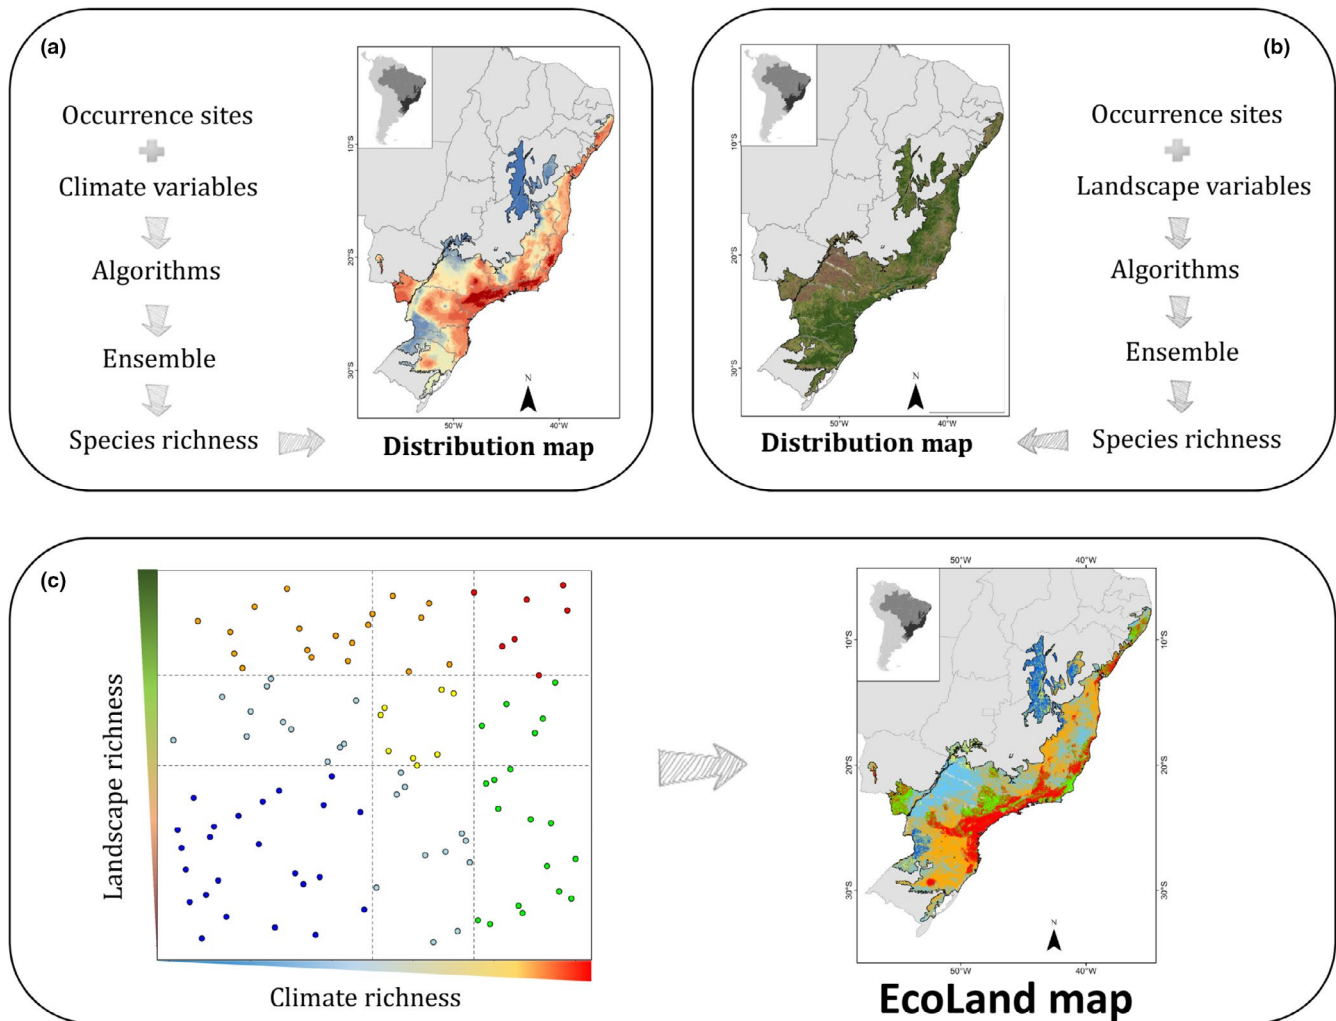 (a)
Occurrence sites
Climate variables
Algorithms
Ensemble
Species richness
10°S
20°S
30°S
50°W
40°W
N
Distribution map
(b)
Occurrence sites
Landscape variables
Algorithms
Ensemble
Species richness
10°S
20°S
30°S
50°W
40°W
N
Distribution map
(c)
Landscape richness
Climate richness
50°W
40°W
10°S
20°S
30°S
10°S
20°S
30°S
50°W
40°W
N
EcoLand map